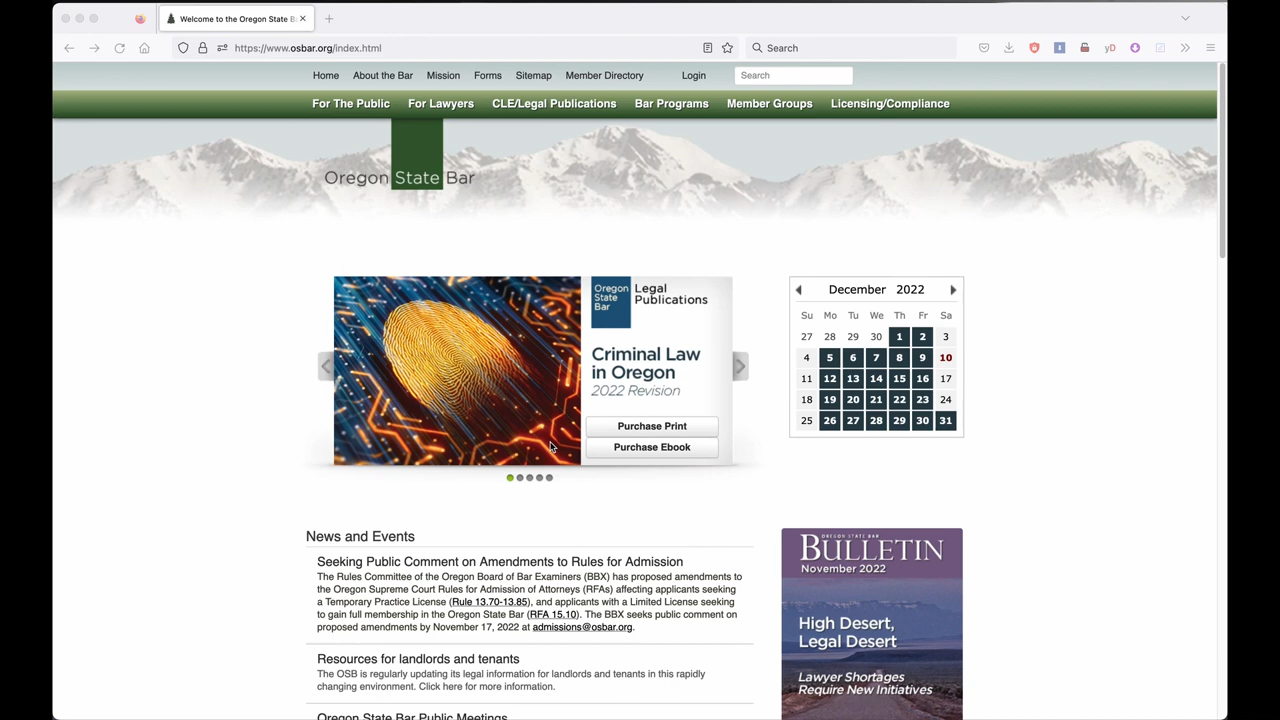 Welcome to the Oregon State B
https://www.osbar.org/index.html
Search
yD
Home About the Bar Mission Forms Sitemap Member Directory Login Search
For The Public For Lawyers CLE/Legal Publications Bar Programs Member Groups Licensing/Compliance
Oregon State Bar
Oregon
State
Bar
Legal
Publications
Criminal Law
in Oregon
2022 Revision
Purchase Print
Purchase Ebook
December 2022
Su Mo Tu We Th Fr Sa
27 28 29 30 1 2 3
4 5 6 7 8 9 10
11 12 13 14 15 16 17
18 19 20 21 22 23 24
25 26 27 28 29 30 31
News and Events
Seeking Public Comment on Amendments to Rules for Admission
The Rules Committee of the Oregon Board of Bar Examiners (BBX) has proposed amendments to
the Oregon Supreme Court Rules for Admission of Attorneys (RFAs) affecting applicants seeking
a Temporary Practice License (Rule 13.70-13.85), and applicants with a Limited License seeking
to gain full membership in the Oregon State Bar (RFA 15.10). The BBX seeks public comment on
proposed amendments by November 17, 2022 at admissions@osbar.org.
Resources for landlords and tenants
The OSB is regularly updating its legal information for landlords and tenants in this rapidly
changing environment. Click here for more information.
Oregon State Bar Public Meetings
OREGON STATE BAR
BULLETIN
November 2022
High Desert,
Legal Desert
Lawyer Shortages
Require New Initiatives